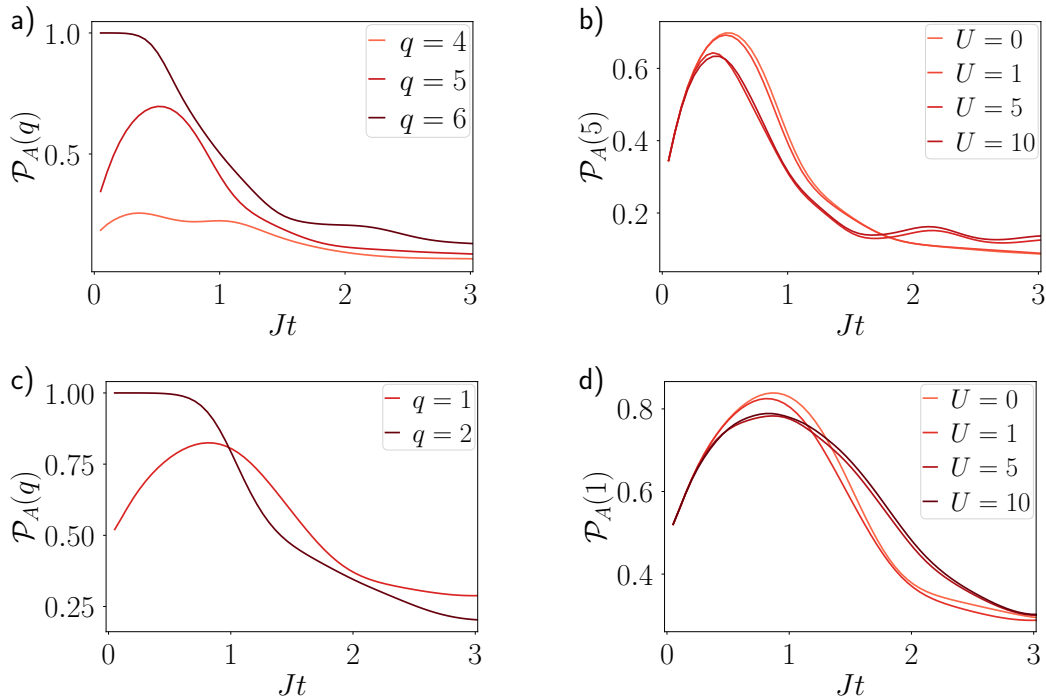 a)
1.0
0.5
P_A(q)
q = 4
q = 5
q = 6
0 1 2 3
Jt
b)
0.6
0.4
0.2
P_A(5)
U = 0
U = 1
U = 5
U = 10
0 1 2 3
Jt
c)
1.00
0.75
0.50
0.25
P_A(q)
q = 1
q = 2
0 1 2 3
Jt
d)
0.8
0.6
0.4
P_A(1)
U = 0
U = 1
U = 5
U = 10
0 1 2 3
Jt